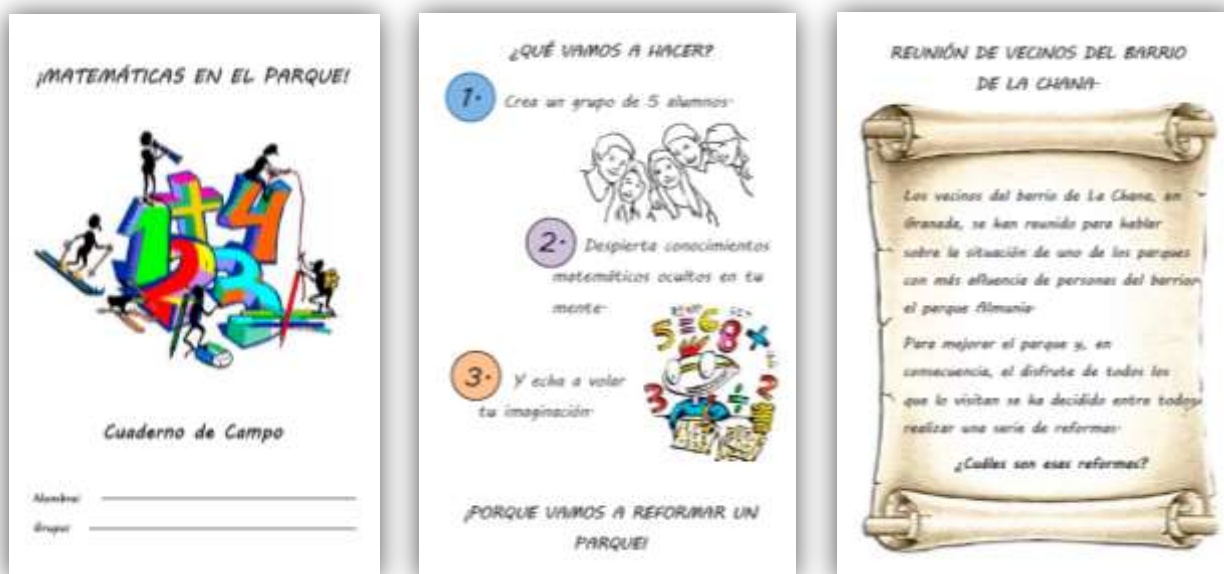 ¡MATEMÁTICAS EN EL PARQUE!
Cuaderno de Campo
Nombre:
Grupo:
¿QUÉ VAMOS A HACER?
1.
Crea un grupo de 5 alumnos.
2.
Despierta conocimientos
matemáticos ocultos en tu
mente.
3.
Y echa a volar
tu imaginación.
¡PORQUE VAMOS A REFORMAR UN
PARQUE!
REUNIÓN DE VECINOS DEL BARRIO
DE LA CHANA.
Los vecinos del barrio de La Chana, en
Granada, se han reunido para hablar
sobre la situación de uno de los parques
con más afluencia de personas del barrio:
el parque Almunia.
Para mejorar el parque y, en
consecuencia, el disfrute de todos los
que lo visitan se ha decidido entre todos
realizar una serie de reformas.
¿Cuáles son esas reformas?